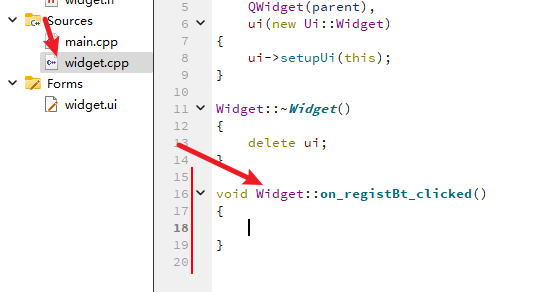 widget.h
Sources
main.cpp
widget.cpp
Forms
widget.ui
5 QWidget(parent),
6 ui(new Ui::Widget)
7 {
8 ui->setupUi(this);
9 }
10
11 Widget::~Widget()
12 {
13 delete ui;
14 }
15
16 void Widget::on_registBt_clicked()
17 {
18
19 }
20